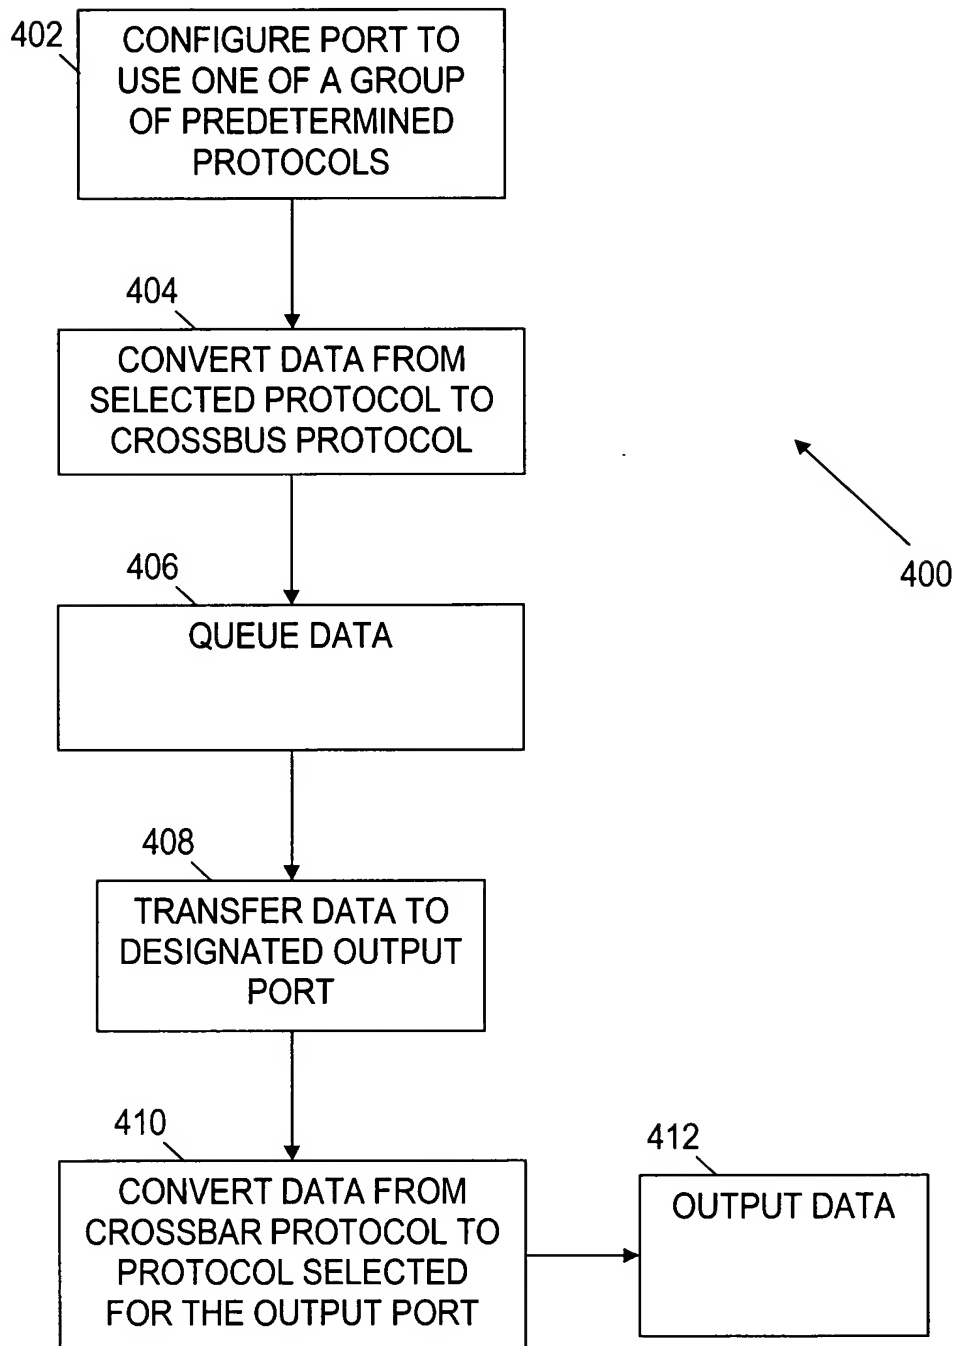 402
CONFIGURE PORT TO
USE ONE OF A GROUP
OF PREDETERMINED
PROTOCOLS
404
CONVERT DATA FROM
SELECTED PROTOCOL TO
CROSSBUS PROTOCOL
400
406
QUEUE DATA
408
TRANSFER DATA TO
DESIGNATED OUTPUT
PORT
410
CONVERT DATA FROM
CROSSBAR PROTOCOL TO
PROTOCOL SELECTED
FOR THE OUTPUT PORT
412
OUTPUT DATA